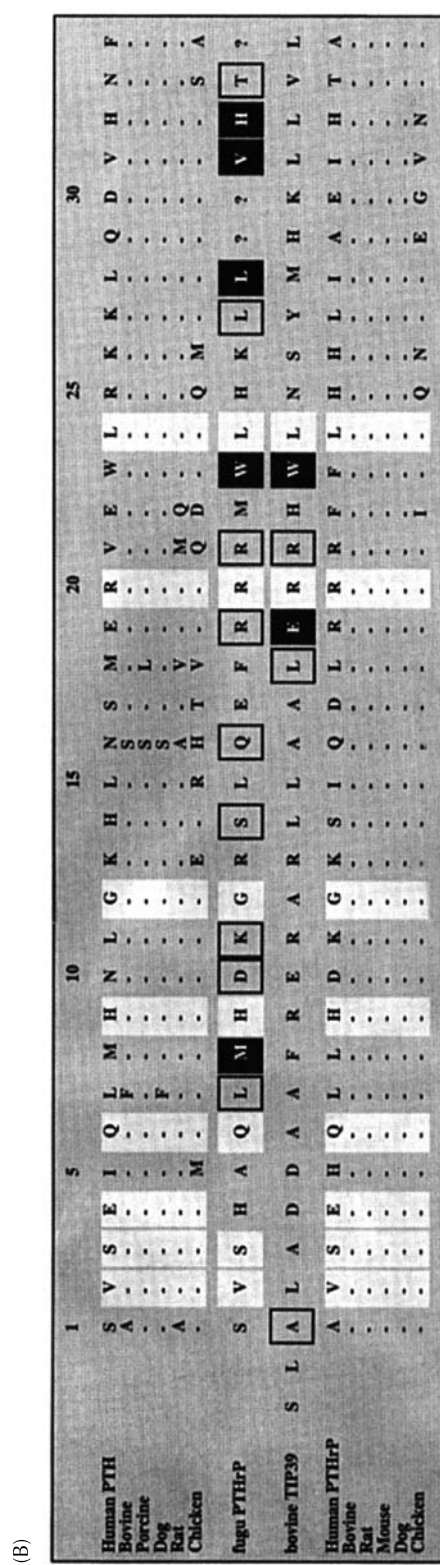 (B)
1 5 10 15 20 25 30
Human PTH S V S E I Q L M H N L G K H L N S M E R V E W L R K K L Q D V H N F
Bovine A . . . . . F . . . . . . . . S . . . . . . . . . . . . . . . . . .
Porcine . . . . . . . . . . . . . . . S . L . . . . . . . . . . . . . . . .
Dog . . . . . . F . . . . . . . . S . . . . . . . . . . . . . . . . . .
Rat A . . . . . . . . . . . . . . A . V . . M Q . . . . . . . . . . . .
Chicken . . . . M . . . . . . . E . R H T V . . Q D . . Q M . . . . . . S A
fugu PTHrP S V S H A Q L M H D K G R S L Q E F R R R M W L H K L L ? ? V H T ?
bovine TTP39 S L A L A D D A A F R E R A R L L A A L E R R H W L N S Y M H K L L V L
Human PTHrP A V S E H Q L L H D K G K S I Q D L R R R F F L H H L I A E I H T A
Bovine . . . . . . . . . . . . . . . . . . . . . . . . . . . . . . . . . .
Rat . . . . . . . . . . . . . . . . . . . . . . . . . . . . . . . . . .
Mouse . . . . . . . . . . . . . . . . . . . . . . . . . . . . . . . . . .
Dog . . . . . . . . . . . . . . . . . . . . . . . . . . . . . . . . . .
Chicken . . . . . . . . . . . . . . . . . . . . . I . . Q N . . E G V N . .